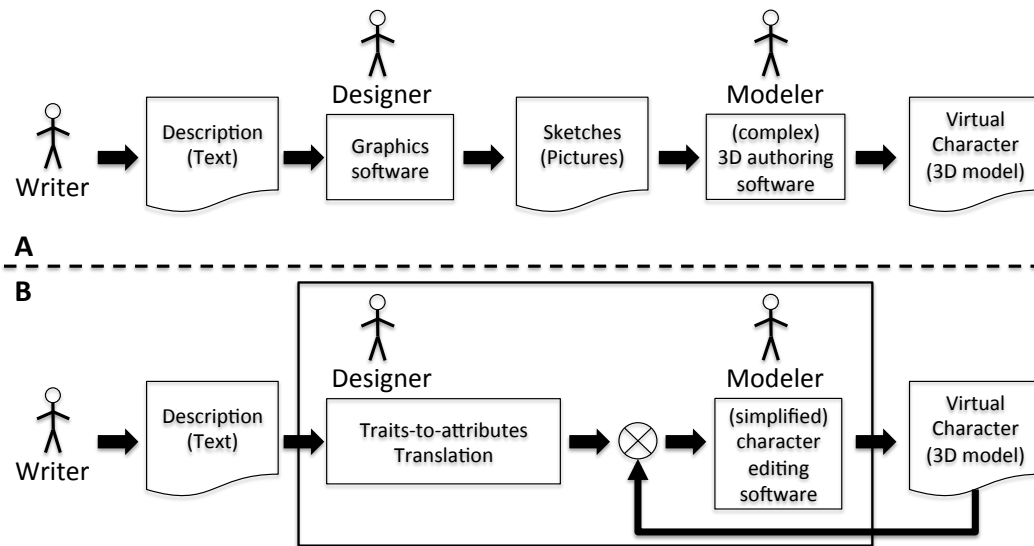 Designer
Modeler
Writer
Description
(Text)
Graphics
software
Sketches
(Pictures)
(complex)
3D authoring
software
Virtual
Character
(3D model)
A
B
Designer
Modeler
Writer
Description
(Text)
Traits-to-attributes
Translation
(simplified)
character
editing
software
Virtual
Character
(3D model)